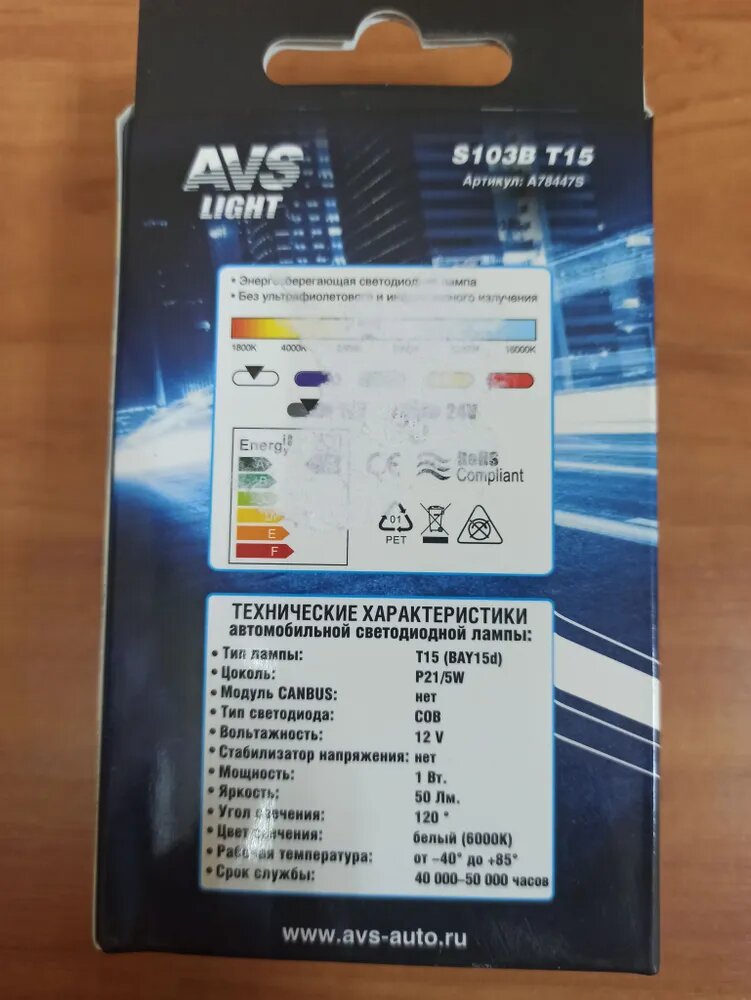 AVS
LIGHT
S103B T15
Артикул: A78447S
• Энергосберегающая светодиодная лампа
• Без ультрафиолетового и инфракрасного излучения
1800K 4000K 16000K
12V 24V
Energy
A
E
F
CE
RoHS
Compliant
01
PET
ТЕХНИЧЕСКИЕ ХАРАКТЕРИСТИКИ
автомобильной светодиодной лампы:
• Тип лампы: T15 (BAY15d)
• Цоколь: P21/5W
• Модуль CANBUS: нет
• Тип светодиода: COB
• Вольтажность: 12 V
• Стабилизатор напряжения: нет
• Мощность: 1 Вт.
• Яркость: 50 Лм.
• Угол свечения: 120 °
• Цвет свечения: белый (6000K)
• Рабочая температура: от –40° до +85°
• Срок службы: 40 000–50 000 часов
www.avs-auto.ru